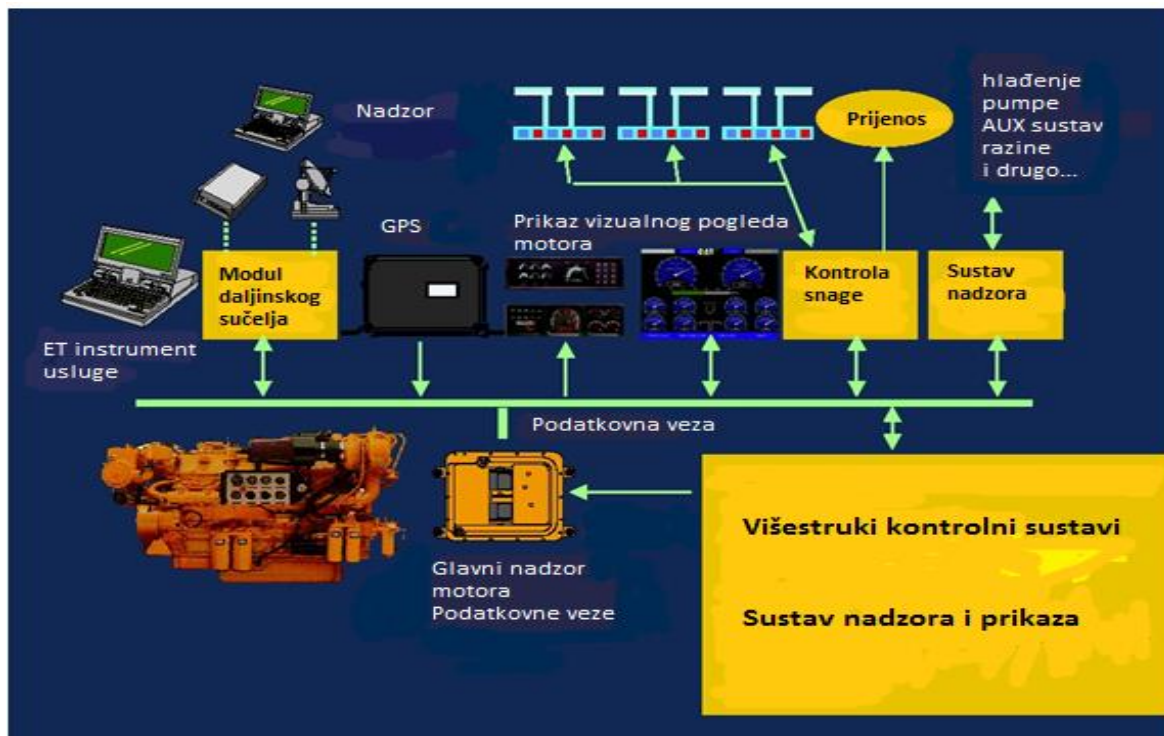 Nadzor
hlađenje
pumpe
AUX sustav
razine
i drugo...
Prijenos
GPS
Prikaz vizualnog pogleda
motora
Modul
daljinskog
sučelja
Kontrola
snage
Sustav
nadzora
ET instrument
usluge
Podatkovna veza
Glavni nadzor
motora
Podatkovne veze
Višestruki kontrolni sustavi
Sustav nadzora i prikaza